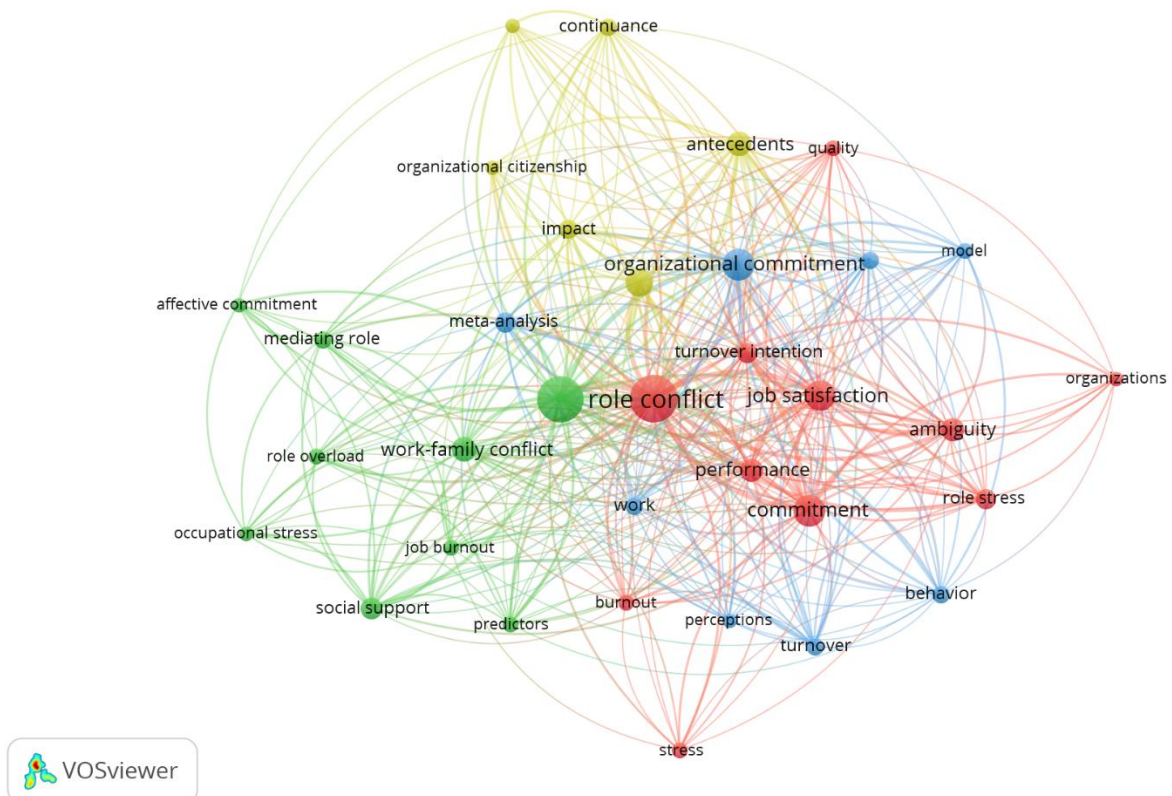 continuance
antecedents
quality
organizational citizenship
impact
model
organizational commitment
affective commitment
meta-analysis
mediating role
turnover intention
organizations
role conflict
job satisfaction
ambiguity
work-family conflict
role overload
performance
role stress
work
commitment
occupational stress
job burnout
behavior
burnout
social support
predictors
perceptions
turnover
stress
VOSviewer